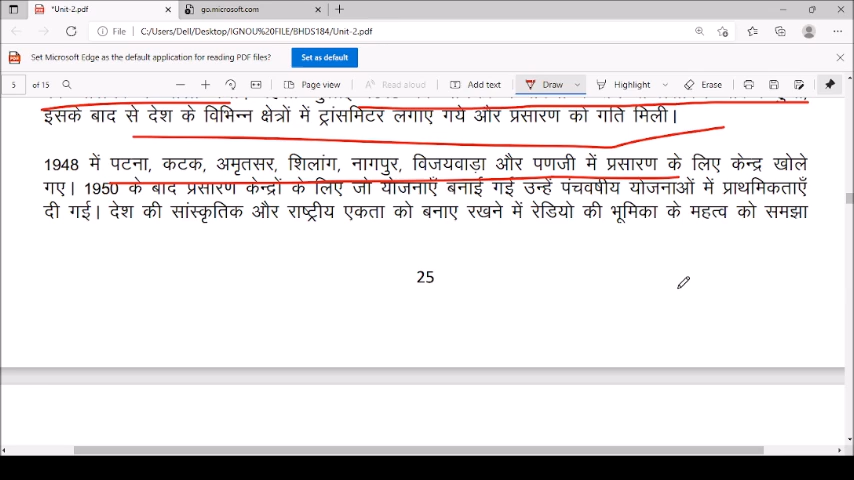 *Unit-2.pdf
go.microsoft.com
File C:/Users/Dell/Desktop/IGNOU%20FILE/BHDS184/Unit-2.pdf
Set Microsoft Edge as the default application for reading PDF files? Set as default
5 of 15 Page view Read aloud Add text Draw Highlight Erase
इसके बाद से देश के विभिन्न क्षेत्रों में ट्रांसमिटर लगाए गये और प्रसारण को गति मिली।
1948 में पटना, कटक, अमृतसर, शिलांग, नागपुर, विजयवाड़ा और पणजी में प्रसारण के लिए केन्द्र खोले
गए। 1950 के बाद प्रसारण केन्द्रों के लिए जो योजनाएँ बनाई गई उन्हें पंचवर्षीय योजनाओं में प्राथमिकताएँ
दी गई। देश की सांस्कृतिक और राष्ट्रीय एकता को बनाए रखने में रेडियो की भूमिका के महत्व को समझा
25